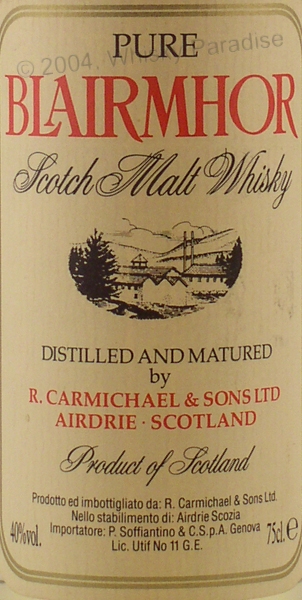 © 2004, Whisky Paradise
PURE
BLAIRMHOR
Scotch Malt Whisky
DISTILLED AND MATURED
by
R. CARMICHAEL & SONS LTD
AIRDRIE · SCOTLAND
Product of Scotland
Prodotto ed imbottigliato da: R. Carmichael & Sons Ltd.
Nello stabilimento di: Airdrie Scozia
40%vol. Importatore: P. Soffiantino & C.S.p.A. Genova 75cl. e
Lic. Utif No 11 G.E.